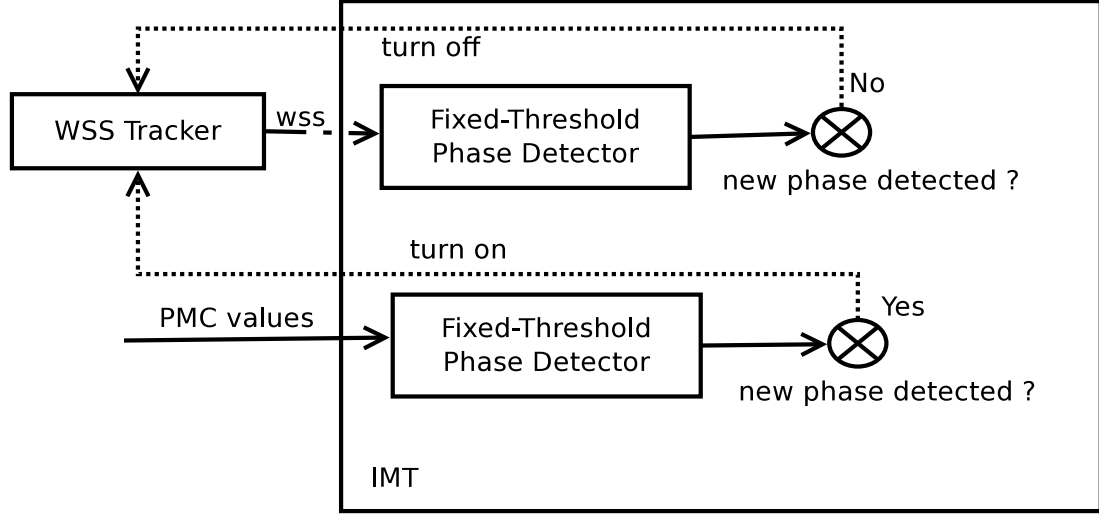 turn off
No
WSS Tracker
wss
Fixed-Threshold
Phase Detector
new phase detected ?
turn on
Yes
PMC values
Fixed-Threshold
Phase Detector
new phase detected ?
IMT